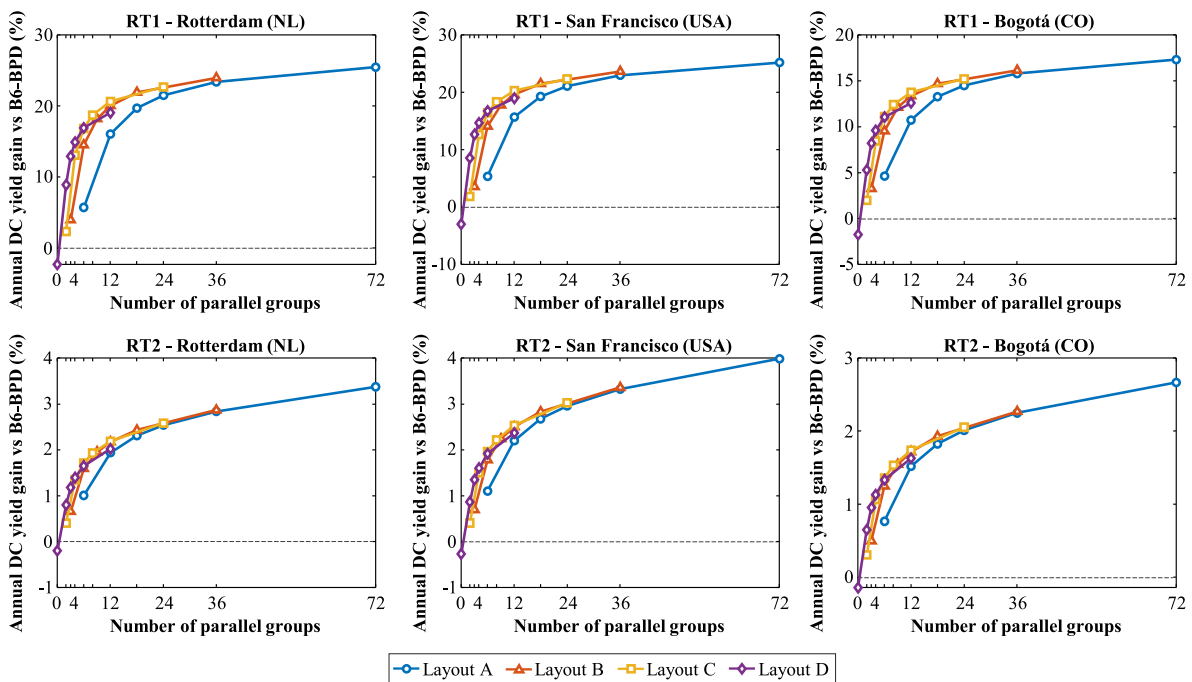 RT1 - Rotterdam (NL)
Annual DC yield gain vs B6-BPD (%)
30
20
10
0
0 4 12 24 36 72
Number of parallel groups
RT1 - San Francisco (USA)
Annual DC yield gain vs B6-BPD (%)
30
20
10
0
-10
0 4 12 24 36 72
Number of parallel groups
RT1 - Bogotá (CO)
Annual DC yield gain vs B6-BPD (%)
20
15
10
5
0
-5
0 4 12 24 36 72
Number of parallel groups
RT2 - Rotterdam (NL)
Annual DC yield gain vs B6-BPD (%)
4
3
2
1
0
-1
0 4 12 24 36 72
Number of parallel groups
RT2 - San Francisco (USA)
Annual DC yield gain vs B6-BPD (%)
4
3
2
1
0
-1
0 4 12 24 36 72
Number of parallel groups
RT2 - Bogotá (CO)
Annual DC yield gain vs B6-BPD (%)
3
2
1
0
0 4 12 24 36 72
Number of parallel groups
Layout A Layout B Layout C Layout D